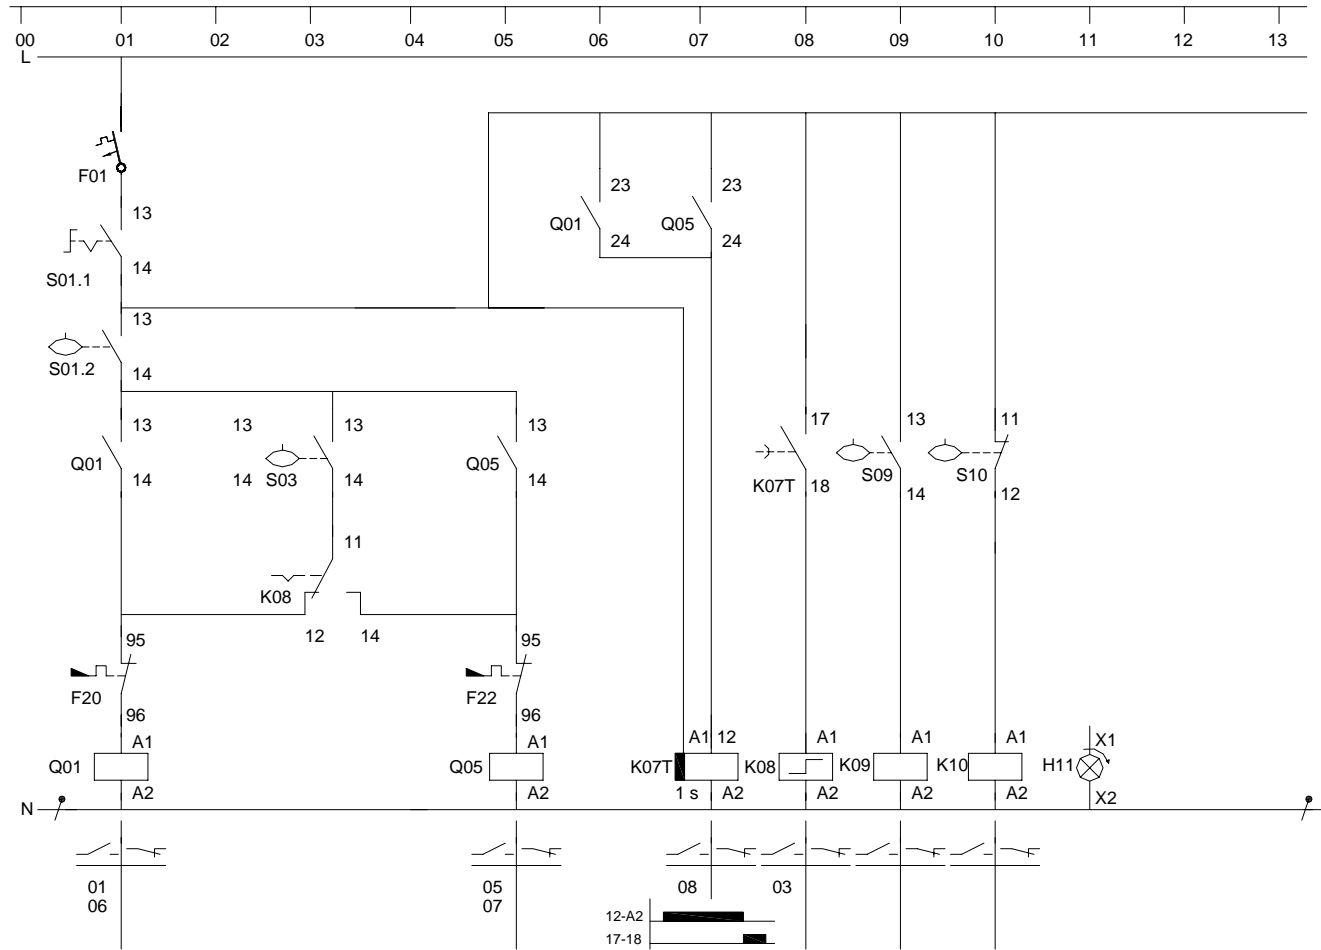 00 01 02 03 04 05 06 07 08 09 10 11 12 13
L
F01
13
S01.1
14
23 23
Q01 Q05
24 24
13
S01.2
14
13 13 13 13 17 13 11
Q01 S03 Q05 K07T S09 S10
14 14 14 14 18 14 12
11
K08
12 14
95 95
F20 F22
96 96
A1 A1 A1 12 A1 A1 A1 X1
Q01 Q05 K07T K08 K09 K10 H11
A2 A2 1 s A2 A2 A2 A2 X2
N
01 05 08 03
06 07
12-A2
17-18